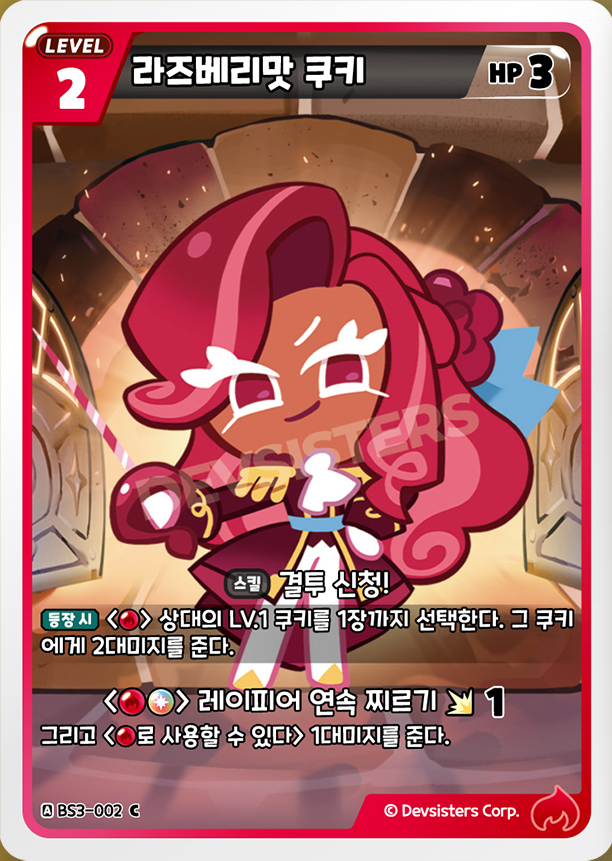 LEVEL
2
라즈베리맛 쿠키
HP 3
DEVSISTERS
스킬 결투 신청!
등장 시 < > 상대의 LV.1 쿠키를 1장까지 선택한다. 그 쿠키
에게 2대미지를 준다.
< > 레이피어 연속 찌르기 1
그리고 < 로 사용할 수 있다> 1대미지를 준다.
A BS3-002 C
© Devsisters Corp.